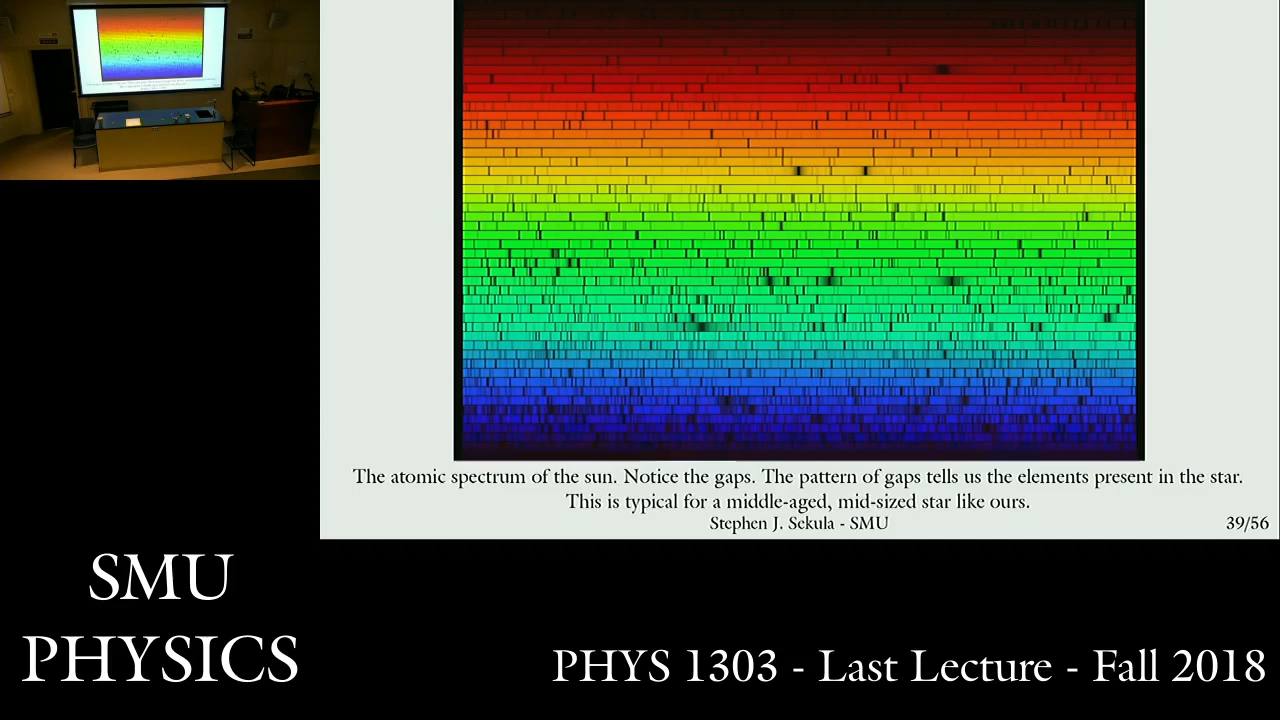 The atomic spectrum of the sun. Notice the gaps. The pattern of gaps tells us the elements present in the star.
This is typical for a middle-aged, mid-sized star like ours.
Stephen J. Sekula - SMU
39/56
SMU
PHYSICS
PHYS 1303 - Last Lecture - Fall 2018